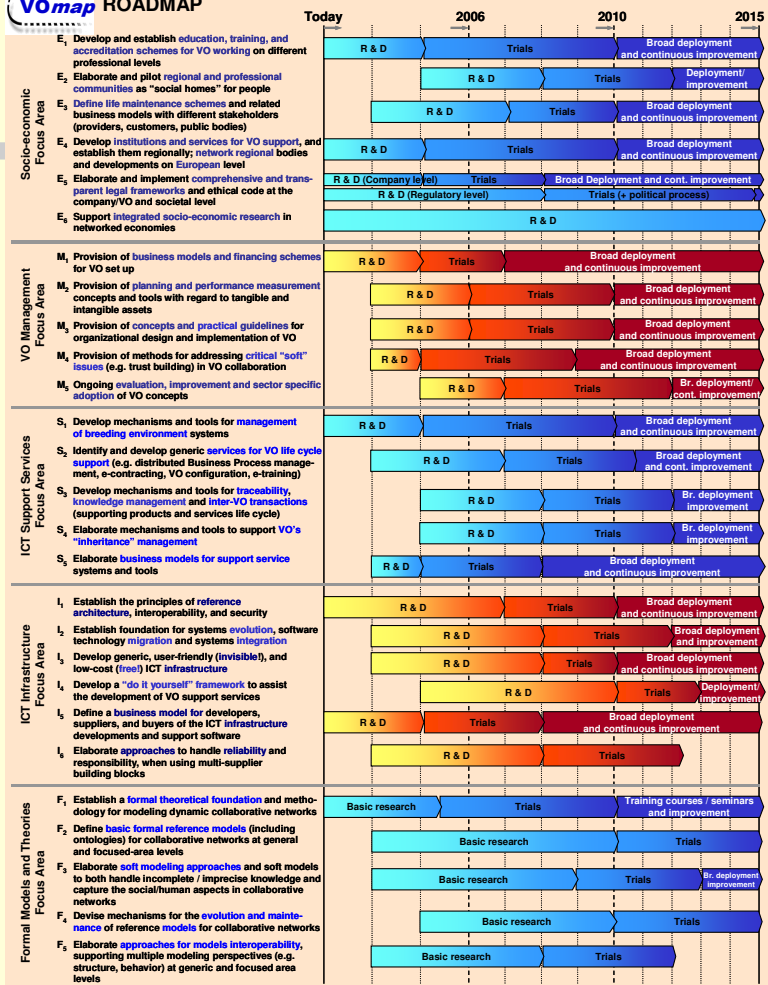 VOmap ROADMAP
Today 2006 2010 2015
Socio-economic
Focus Area
E1 Develop and establish education, training, and
accreditation schemes for VO working on different
professional levels
R & D Trials Broad deployment
and continuous improvement
E2 Elaborate and pilot regional and professional
communities as “social homes” for people
R & D Trials Deployment/
improvement
E3 Define life maintenance schemes and related
business models with different stakeholders
(providers, customers, public bodies)
R & D Trials Broad deployment
and continuous improvement
E4 Develop institutions and services for VO support, and
establish them regionally; network regional bodies
and developments on European level
R & D Trials Broad deployment
and continuous improvement
E5 Elaborate and implement comprehensive and trans-
parent legal frameworks and ethical code at the
company/VO and societal level
R & D (Company level) Trials Broad Deployment and cont. improvement
R & D (Regulatory level) Trials (+ political process)
E6 Support integrated socio-economic research in
networked economies
R & D
VO Management
Focus Area
M1 Provision of business models and financing schemes
for VO set up
R & D Trials Broad deployment
and continuous improvement
M2 Provision of planning and performance measurement
concepts and tools with regard to tangible and
intangible assets
R & D Trials Broad deployment
and continuous improvement
M3 Provision of concepts and practical guidelines for
organizational design and implementation of VO
R & D Trials Broad deployment
and continuous improvement
M4 Provision of methods for addressing critical “soft”
issues (e.g. trust building) in VO collaboration
R & D Trials Broad deployment
and continuous improvement
M5 Ongoing evaluation, improvement and sector specific
adoption of VO concepts
R & D Trials Br. deployment/
cont. improvement
ICT Support Services
Focus Area
S1 Develop mechanisms and tools for management
of breeding environment systems
R & D Trials Broad deployment
and continuous improvement
S2 Identify and develop generic services for VO life cycle
support (e.g. distributed Business Process manage-
ment, e-contracting, VO configuration, e-training)
R & D Trials Broad deployment
and cont. improvement
S3 Develop mechanisms and tools for traceability,
knowledge management and inter-VO transactions
(supporting products and services life cycle)
R & D Trials Br. deployment
improvement
S4 Elaborate mechanisms and tools to support VO’s
“inheritance” management
R & D Trials Br. deployment
improvement
S5 Elaborate business models for support service
systems and tools
R & D Trials Broad deployment
and continuous improvement
ICT Infrastructure
Focus Area
I1 Establish the principles of reference
architecture, interoperability, and security
R & D Trials Broad deployment
and continuous improvement
I2 Establish foundation for systems evolution, software
technology migration and systems integration
R & D Trials Broad deployment
and improvement
I3 Develop generic, user-friendly (invisible!), and
low-cost (free!) ICT infrastructure
R & D Trials Broad deployment
and continuous improvement
I4 Develop a “do it yourself” framework to assist
the development of VO support services
R & D Trials Deployment/
improvement
I5 Define a business model for developers,
suppliers, and buyers of the ICT infrastructure
developments and support software
R & D Trials Broad deployment
and continuous improvement
I6 Elaborate approaches to handle reliability and
responsibility, when using multi-supplier
building blocks
R & D Trials
Formal Models and Theories
Focus Area
F1 Establish a formal theoretical foundation and metho-
dology for modeling dynamic collaborative networks
Basic research Trials Training courses / seminars
and improvement
F2 Define basic formal reference models (including
ontologies) for collaborative networks at general
and focused-area levels
Basic research Trials
F3 Elaborate soft modeling approaches and soft models
to both handle incomplete / imprecise knowledge and
capture the social/human aspects in collaborative
networks
Basic research Trials Br. deployment
improvement
F4 Devise mechanisms for the evolution and mainte-
nance of reference models for collaborative networks
Basic research Trials
F5 Elaborate approaches for models interoperability,
supporting multiple modeling perspectives (e.g.
structure, behavior) at generic and focused area
levels
Basic research Trials